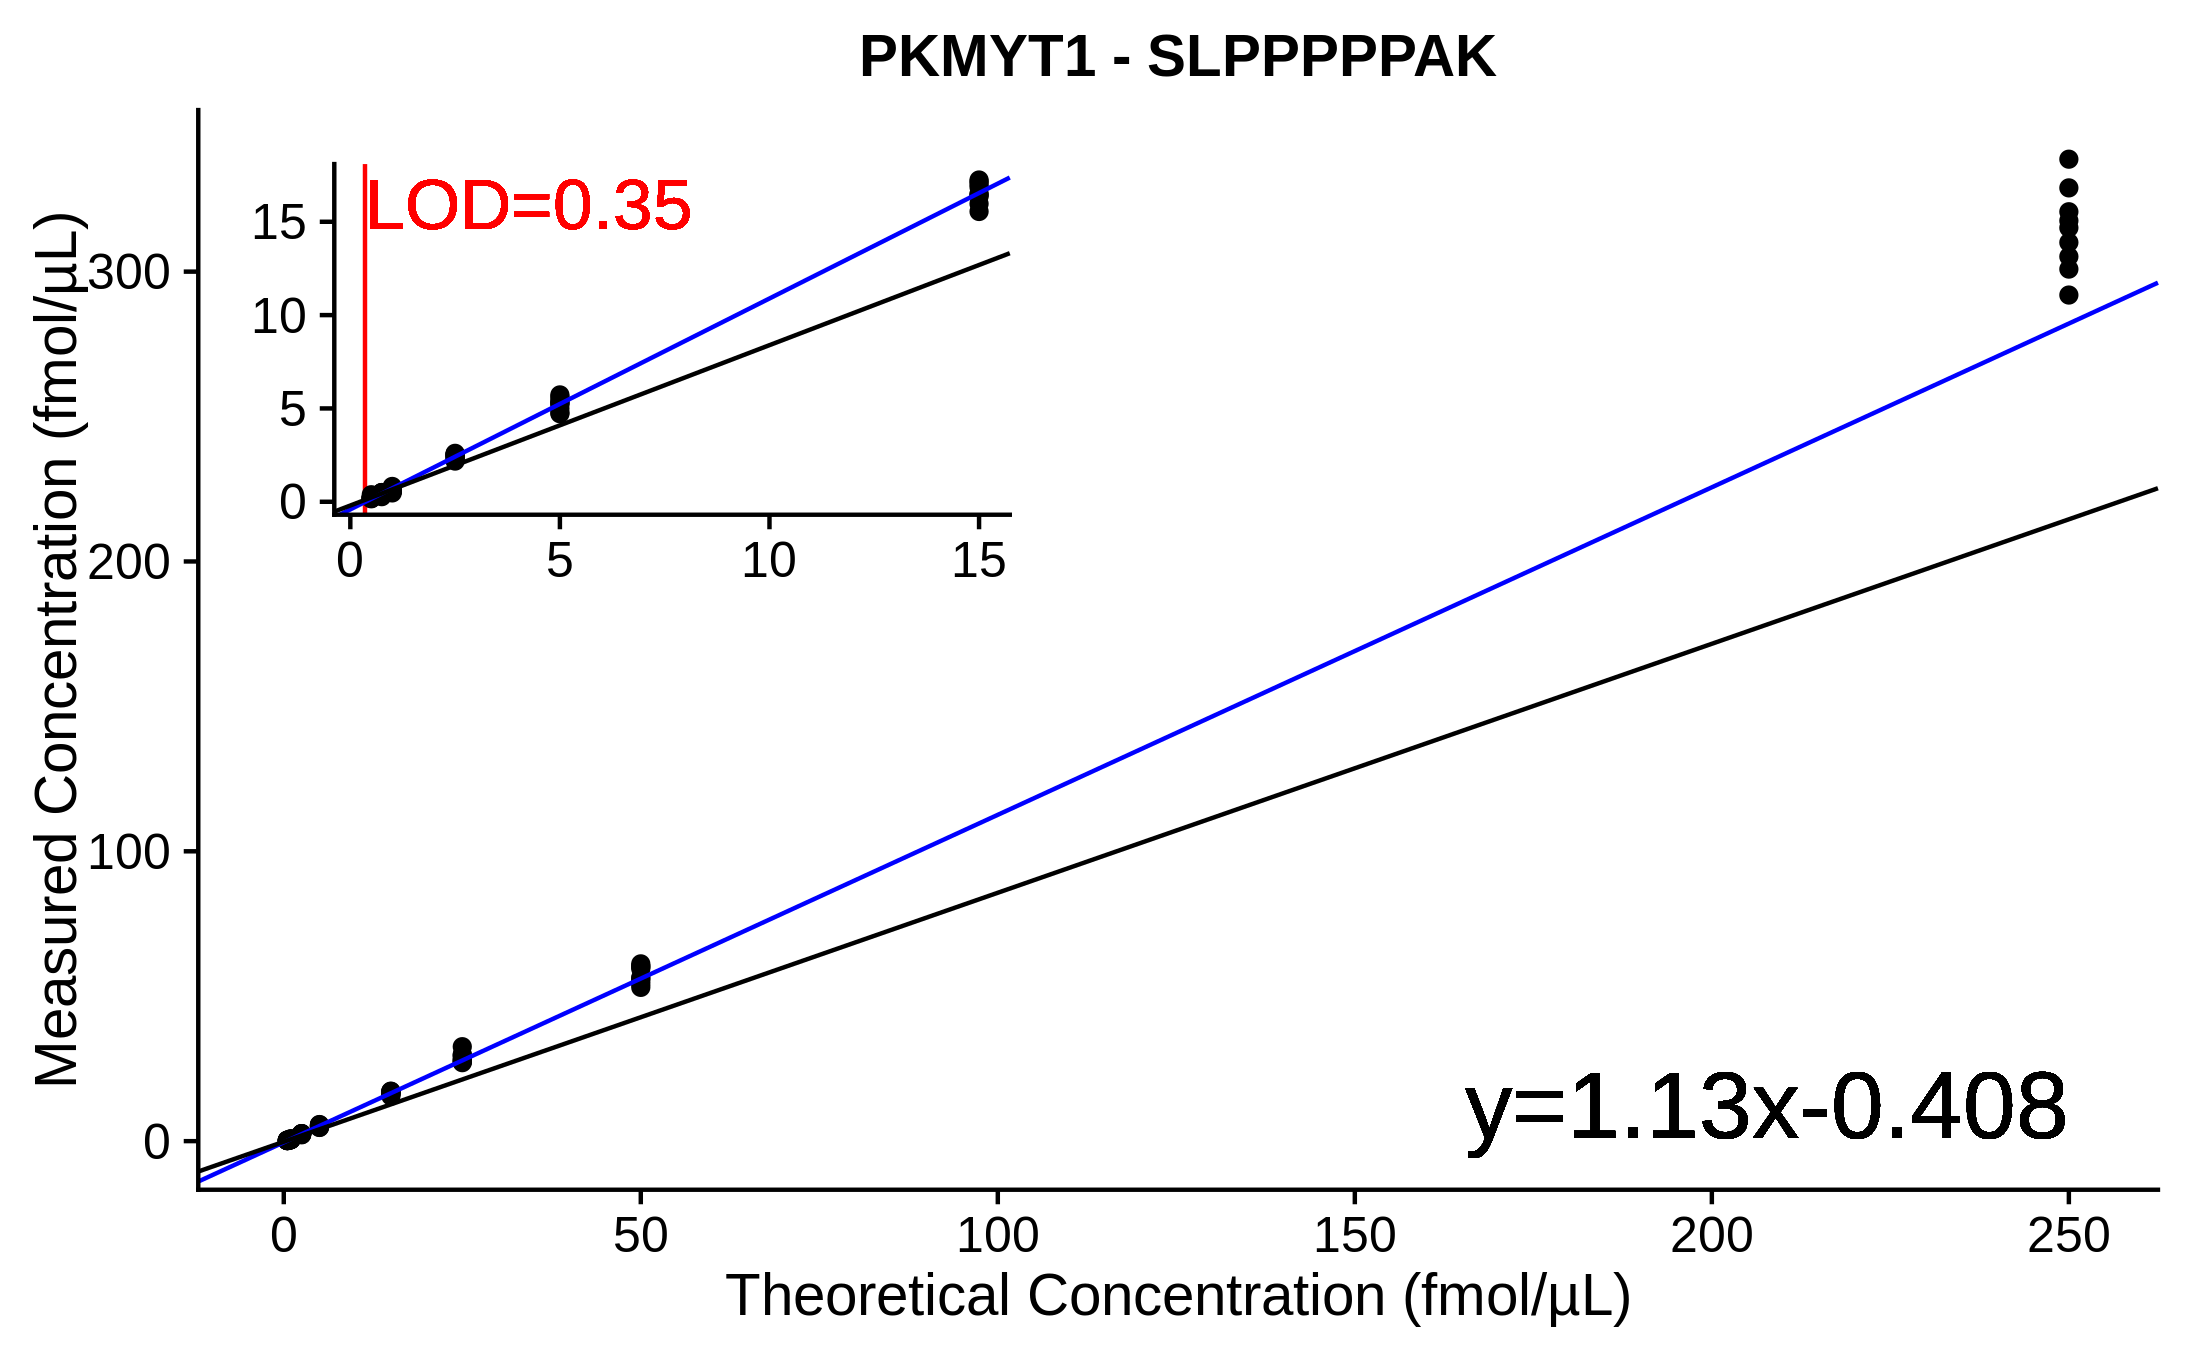 PKMYT1 - SLPPPPPAK
Measured Concentration (fmol/µL)
300
200
100
0
LOD=0.35
15
10
5
0
0 5 10 15
y=1.13x-0.408
0 50 100 150 200 250
Theoretical Concentration (fmol/µL)